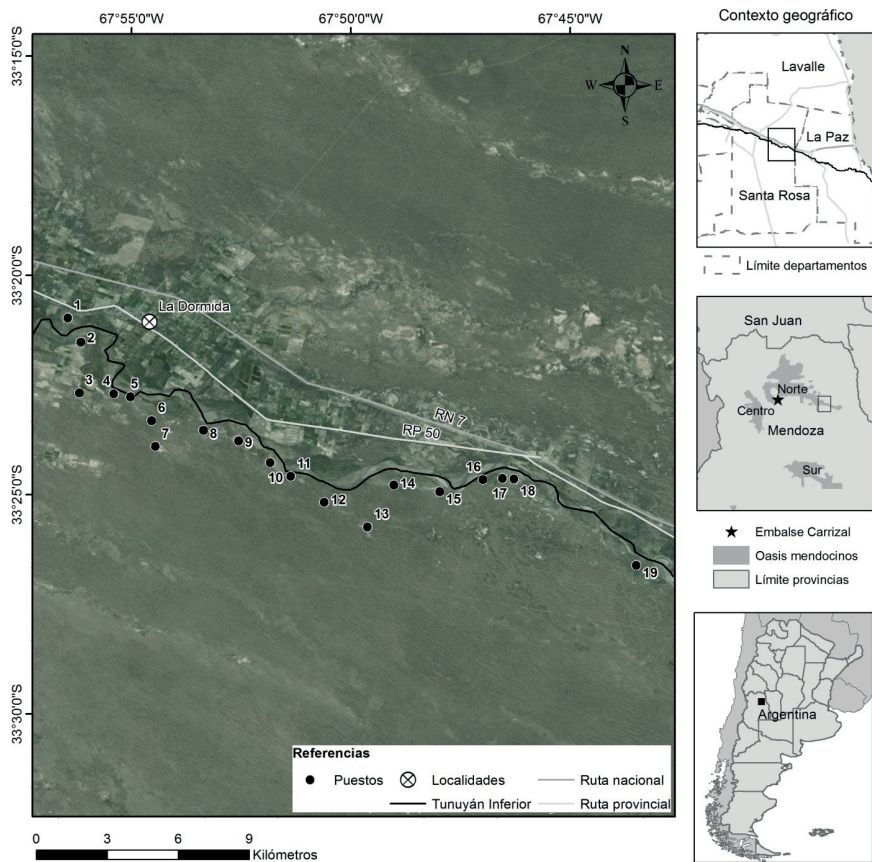 67°55'0"W 67°50'0"W 67°45'0"W
33°15'0"S
33°20'0"S
33°25'0"S
33°30'0"S
N
W E
S
La Dormida
RN 7
RP 50
1
2
3
4
5
6
7
8
9
10
11
12
13
14
15
16
17
18
19
Referencias
Puestos Localidades Ruta nacional
Tunuyán Inferior Ruta provincial
0 3 6 9
Kilómetros
Contexto geográfico
Lavalle
La Paz
Santa Rosa
Límite departamentos
San Juan
Norte
Centro
Mendoza
Sur
Embalse Carrizal
Oasis mendocinos
Límite provincias
Argentina